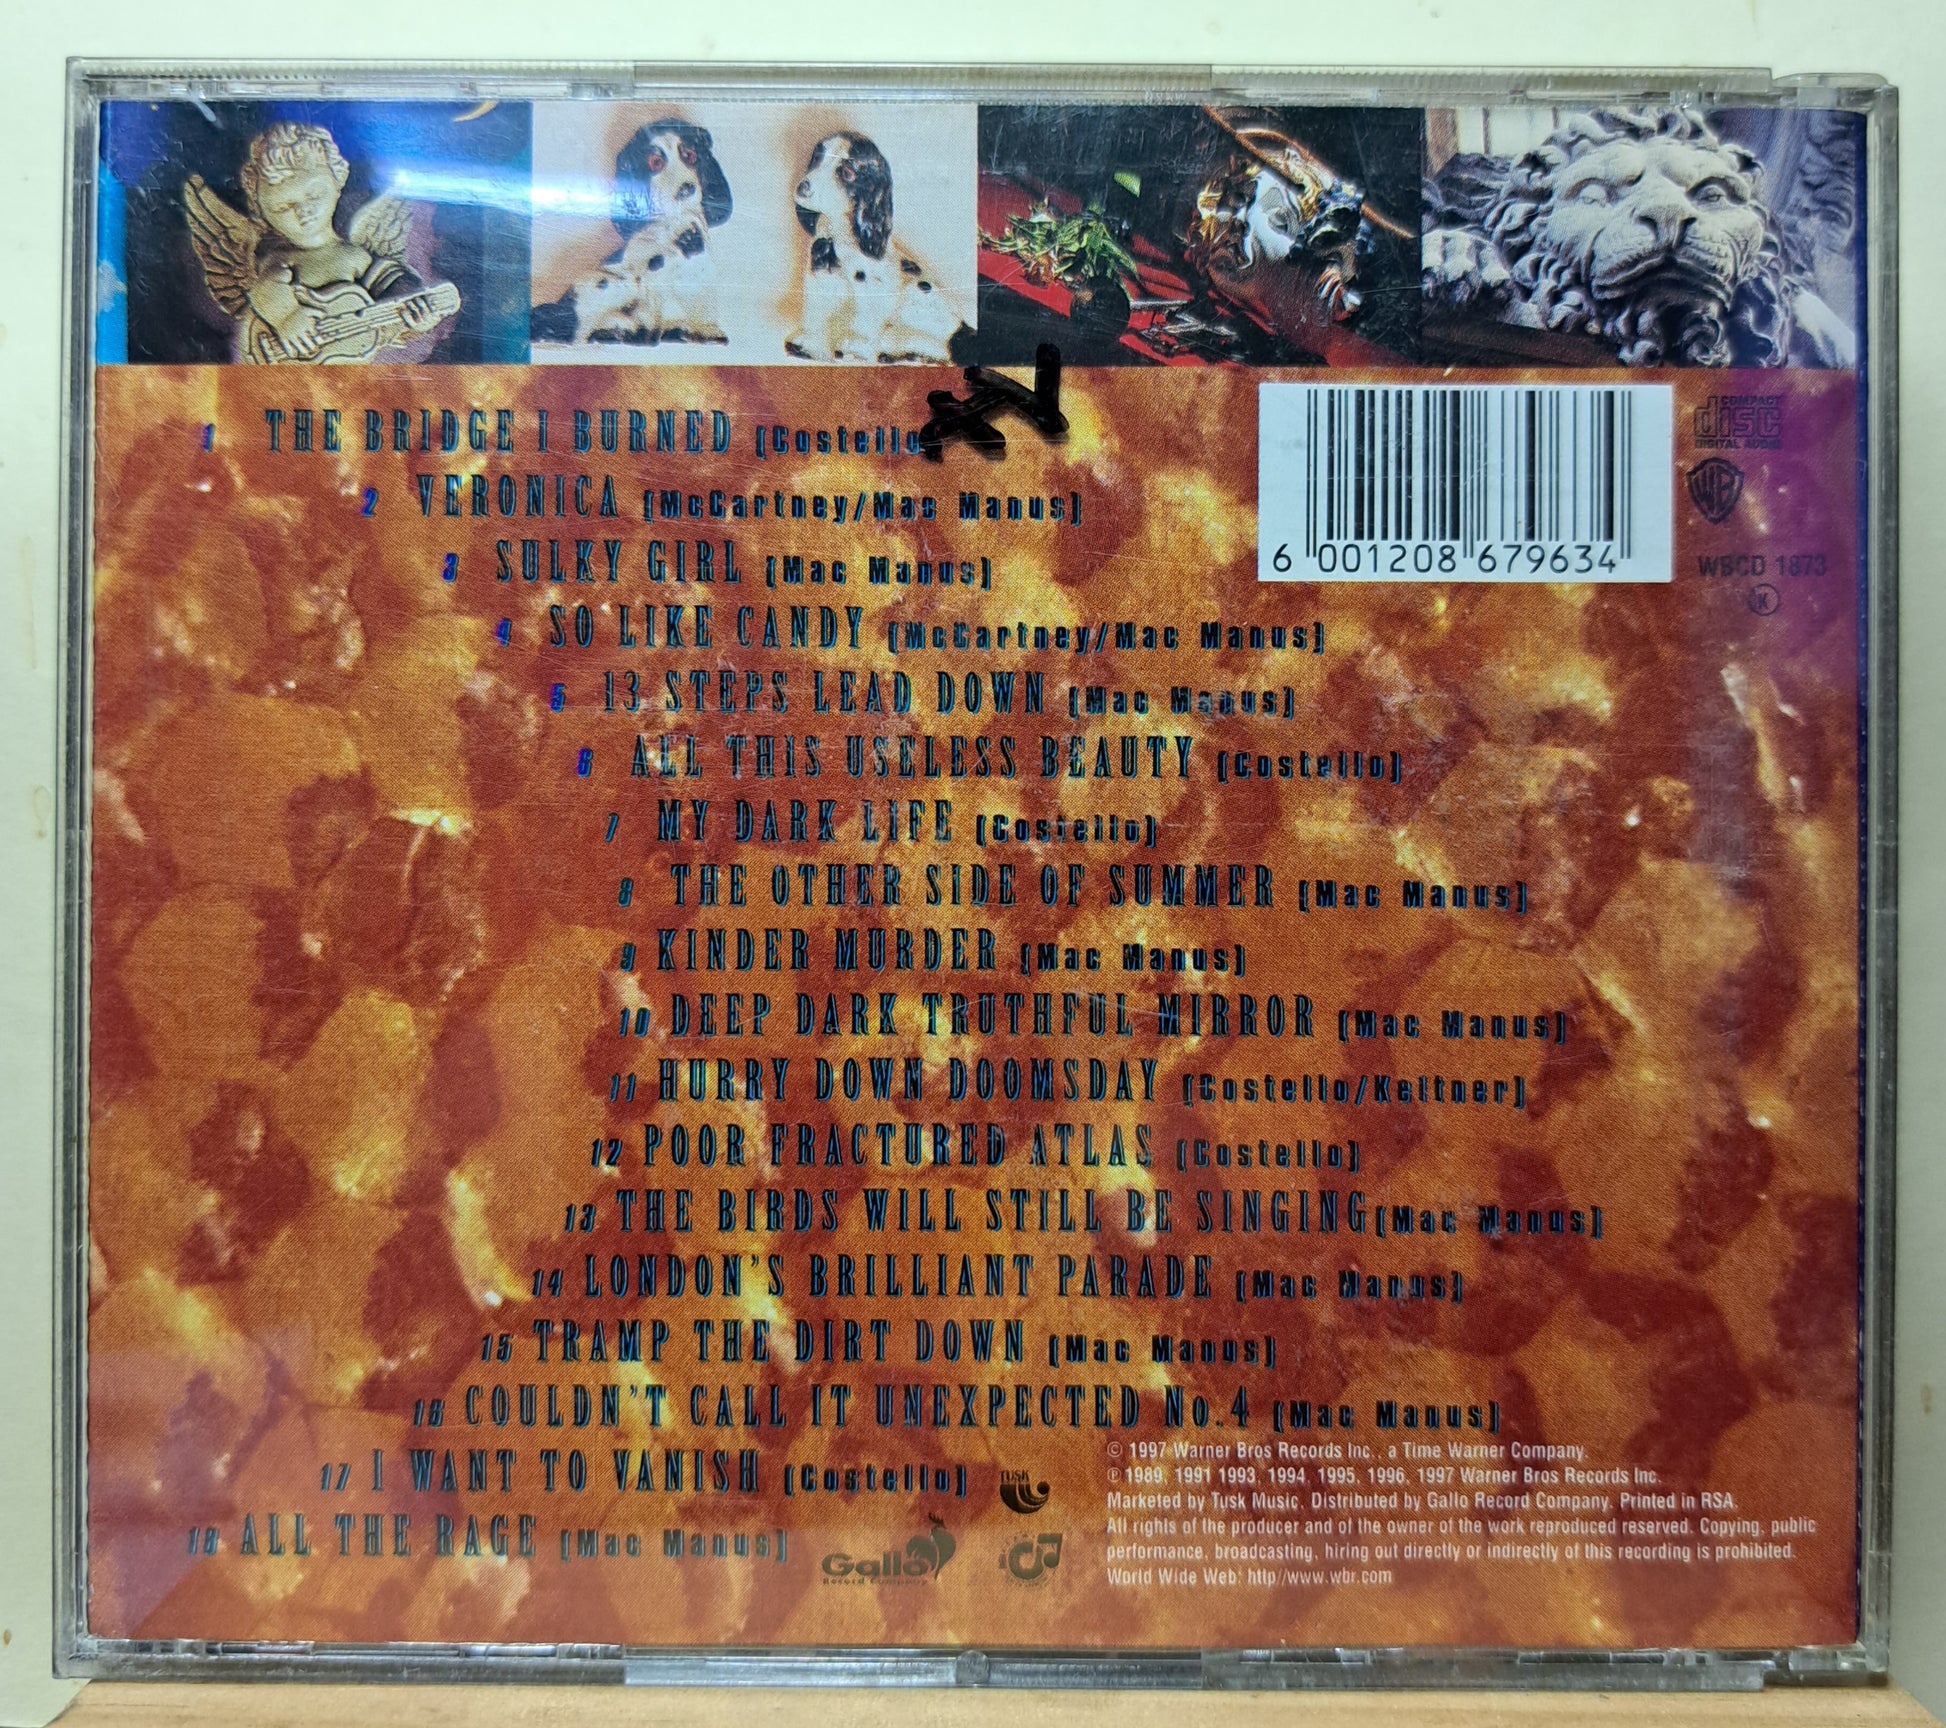 1 THE BRIDGE I BURNED [Costello
2 VERONICA [McCartney/Mac Manus]
3 SULKY GIRL [Mac Manus]
4 SO LIKE CANDY [McCartney/Mac Manus]
5 13 STEPS LEAD DOWN [Mac Manus]
6 ALL THIS USELESS BEAUTY [Costello]
7 MY DARK LIFE [Costello]
8 THE OTHER SIDE OF SUMMER [Mac Manus]
9 KINDER MURDER [Mac Manus]
10 DEEP DARK TRUTHFUL MIRROR [Mac Manus]
11 HURRY DOWN DOOMSDAY [Costello/Keltner]
12 POOR FRACTURED ATLAS [Costello]
13 THE BIRDS WILL STILL BE SINGING [Mac Manus]
14 LONDON'S BRILLIANT PARADE [Mac Manus]
15 TRAMP THE DIRT DOWN [Mac Manus]
16 COULDN'T CALL IT UNEXPECTED No.4 [Mac Manus]
17 I WANT TO VANISH [Costello]
18 ALL THE RAGE [Mac Manus]
6 001208 679634
COMPACT
disc
DIGITAL AUDIO
WB
WBCD 1873
K
TUSK
Gallo
Record Company
© 1997 Warner Bros Records Inc., a Time Warner Company.
℗ 1989, 1991 1993, 1994, 1995, 1996, 1997 Warner Bros Records Inc.
Marketed by Tusk Music, Distributed by Gallo Record Company. Printed in RSA.
All rights of the producer and of the owner of the work reproduced reserved. Copying, public
performance, broadcasting, hiring out directly or indirectly of this recording is prohibited.
World Wide Web: http//www.wbr.com